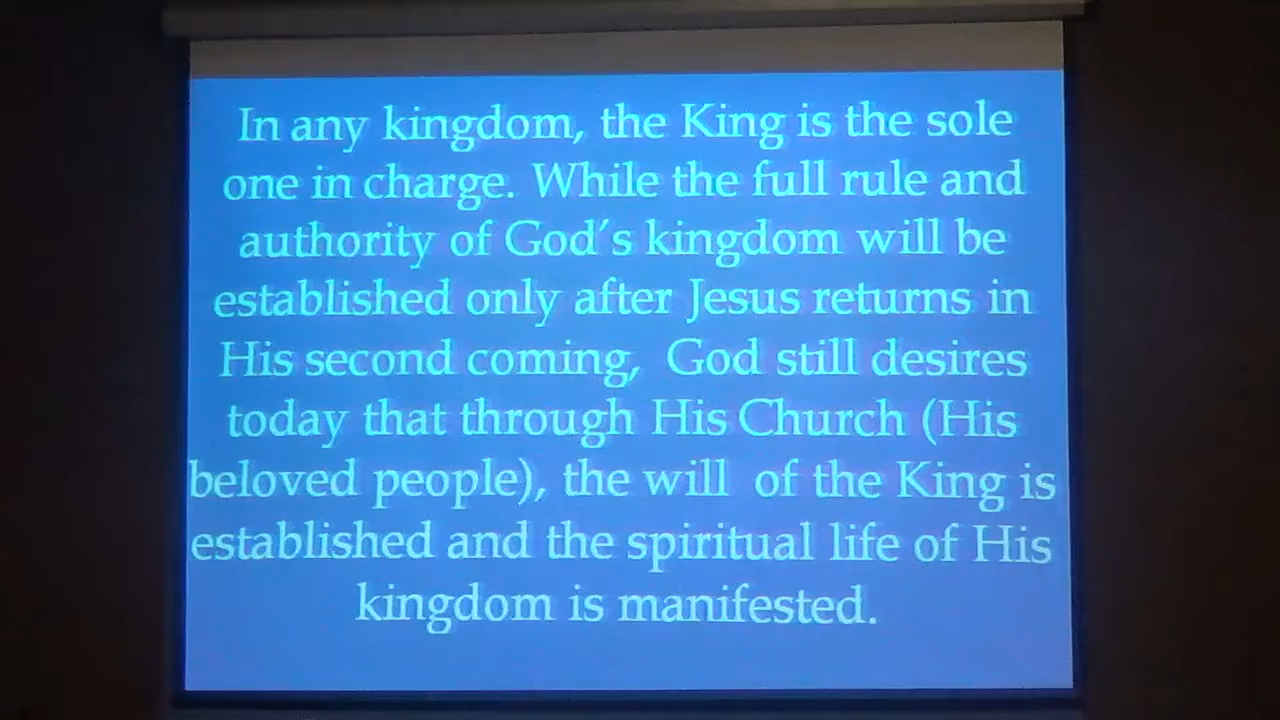 In any kingdom, the King is the sole
one in charge. While the full rule and
authority of God's kingdom will be
established only after Jesus returns in
His second coming, God still desires
today that through His Church (His
beloved people), the will of the King is
established and the spiritual life of His
kingdom is manifested.